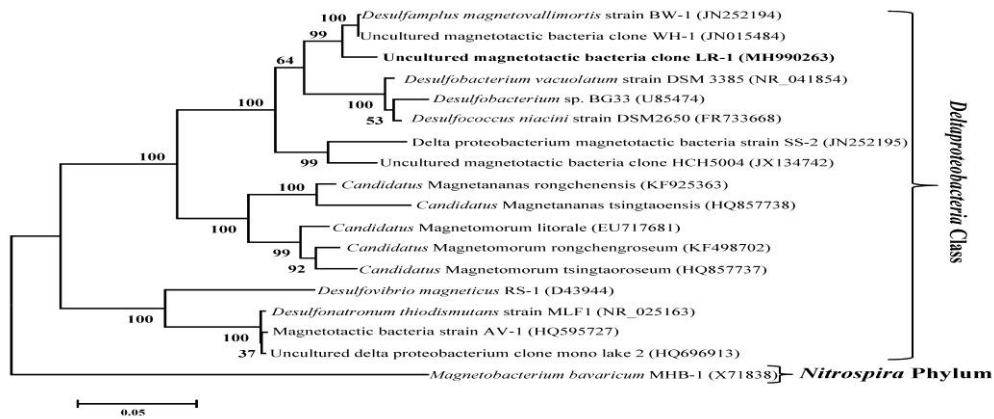 100
Desulfamplus magnetovallimortis strain BW-1 (JN252194)
99
Uncultured magnetotactic bacteria clone WH-1 (JN015484)
64
Uncultured magnetotactic bacteria clone LR-1 (MH990263)
Desulfobacterium vacuolatum strain DSM 3385 (NR_041854)
100
100
Desulfobacterium sp. BG33 (U85474)
53
Desulfococcus niacini strain DSM2650 (FR733668)
Delta proteobacterium magnetotactic bacteria strain SS-2 (JN252195)
100
99
Uncultured magnetotactic bacteria clone HCH5004 (JX134742)
100
Candidatus Magnetananas rongchenensis (KF925363)
Candidatus Magnetananas tsingtaoensis (HQ857738)
100
Candidatus Magnetomorum litorale (EU717681)
99
Candidatus Magnetomorum rongchengroseum (KF498702)
92
Candidatus Magnetomorum tsingtaoroseum (HQ857737)
Desulfovibrio magneticus RS-1 (D43944)
100
Desulfonatronum thiodismutans strain MLF1 (NR_025163)
100
Magnetotactic bacteria strain AV-1 (HQ595727)
37
Uncultured delta proteobacterium clone mono lake 2 (HQ696913)
Deltaproteobacteria Class
Magnetobacterium bavaricum MHB-1 (X71838)
Nitrospira Phylum
0.05